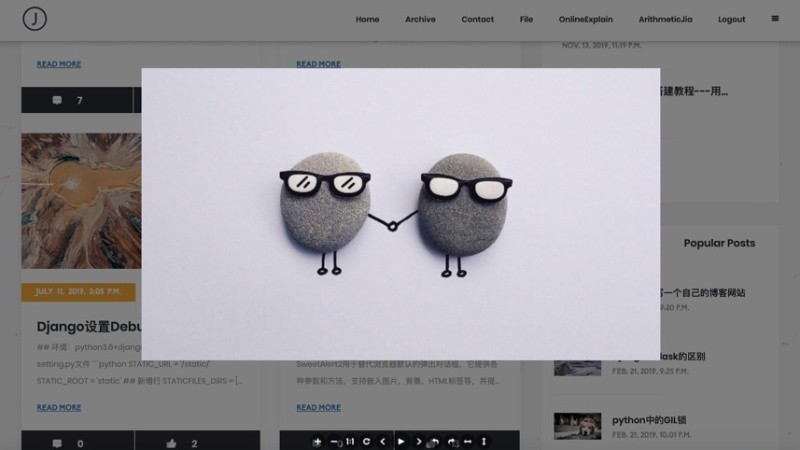 J
Home
Archive
Contact
File
OnlineExplain
ArithmeticJia
Logout
READ MORE
READ MORE
7
JULY 11, 2019, 2:05 P.M.
Django设置Debu
## 环境：python3.6+djang
setting.py文件 ```python STATIC_URL = '/static/'
STATIC_ROOT = 'static' ## 新增行 STATICFILES_DIRS = [...
READ MORE
0
2
SweetAlert2用于替代浏览器默认的弹出对话框，它提供各
种参数和方法，支持嵌入图片，背景，HTML标签等，并提...
READ MORE
1:1
NOV. 13, 2019, 11:19 P.M.
搭建教程---用...
Popular Posts
写一个自己的博客网站
9:20 P.M.
ask的区别
FEB. 21, 2019, 9:25 P.M.
python中的GIL锁
FEB. 21, 2019, 10:01 P.M.